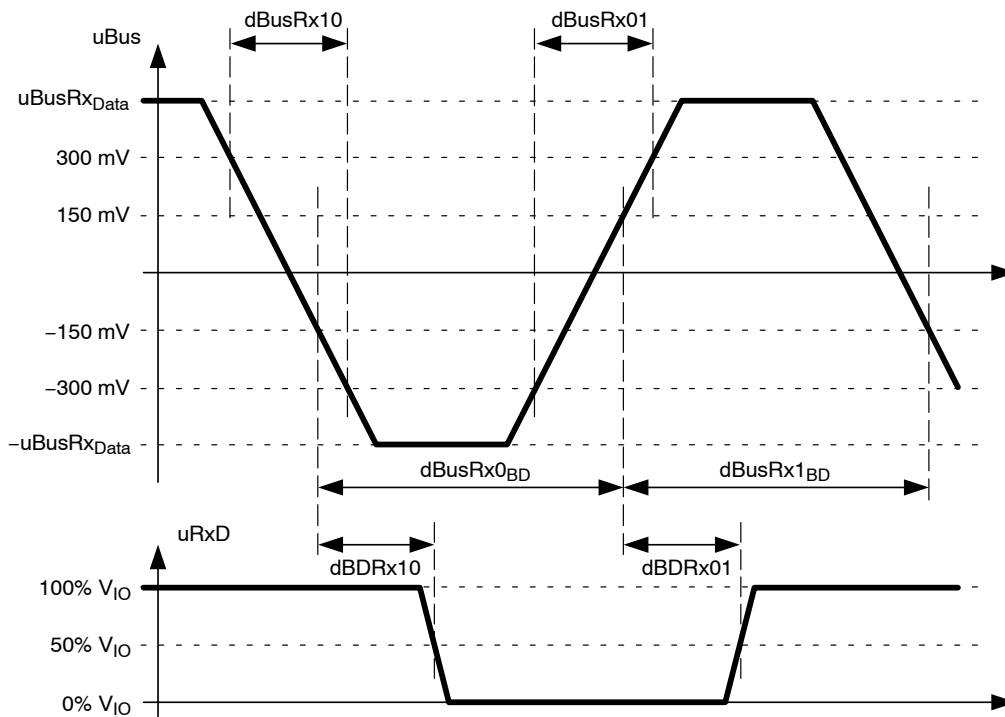 dBusRx10 dBusRx01
uBus
uBusRxData
300 mV
150 mV
−150 mV
−300 mV
−uBusRxData
dBusRx0BD dBusRx1BD
uRxD
dBDRx10 dBDRx01
100% VIO
50% VIO
0% VIO